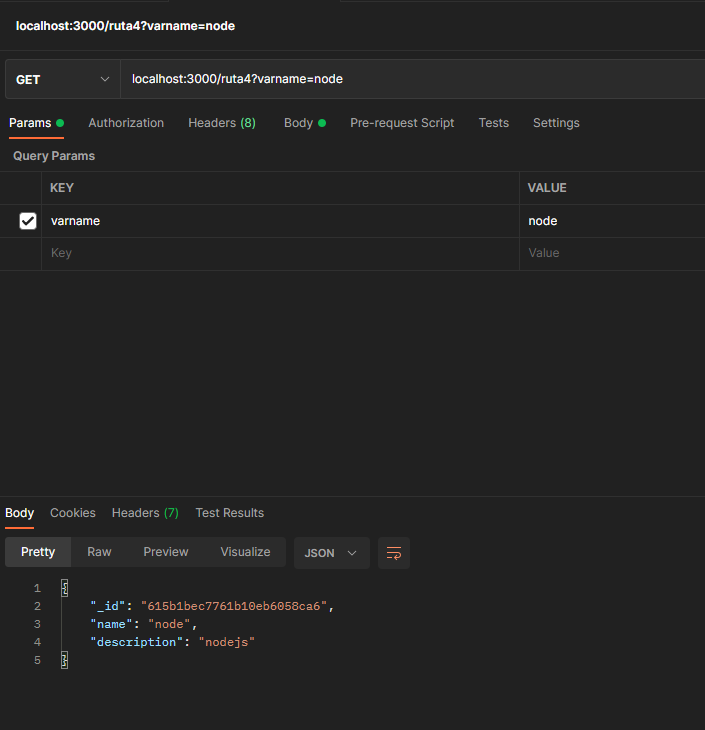 localhost:3000/ruta4?varname=node
GET localhost:3000/ruta4?varname=node
Params Authorization Headers (8) Body Pre-request Script Tests Settings
Query Params
KEY VALUE
varname node
Key Value
Body Cookies Headers (7) Test Results
Pretty Raw Preview Visualize JSON
1 {
2 "_id": "615b1bec7761b10eb6058ca6",
3 "name": "node",
4 "description": "nodejs"
5 }